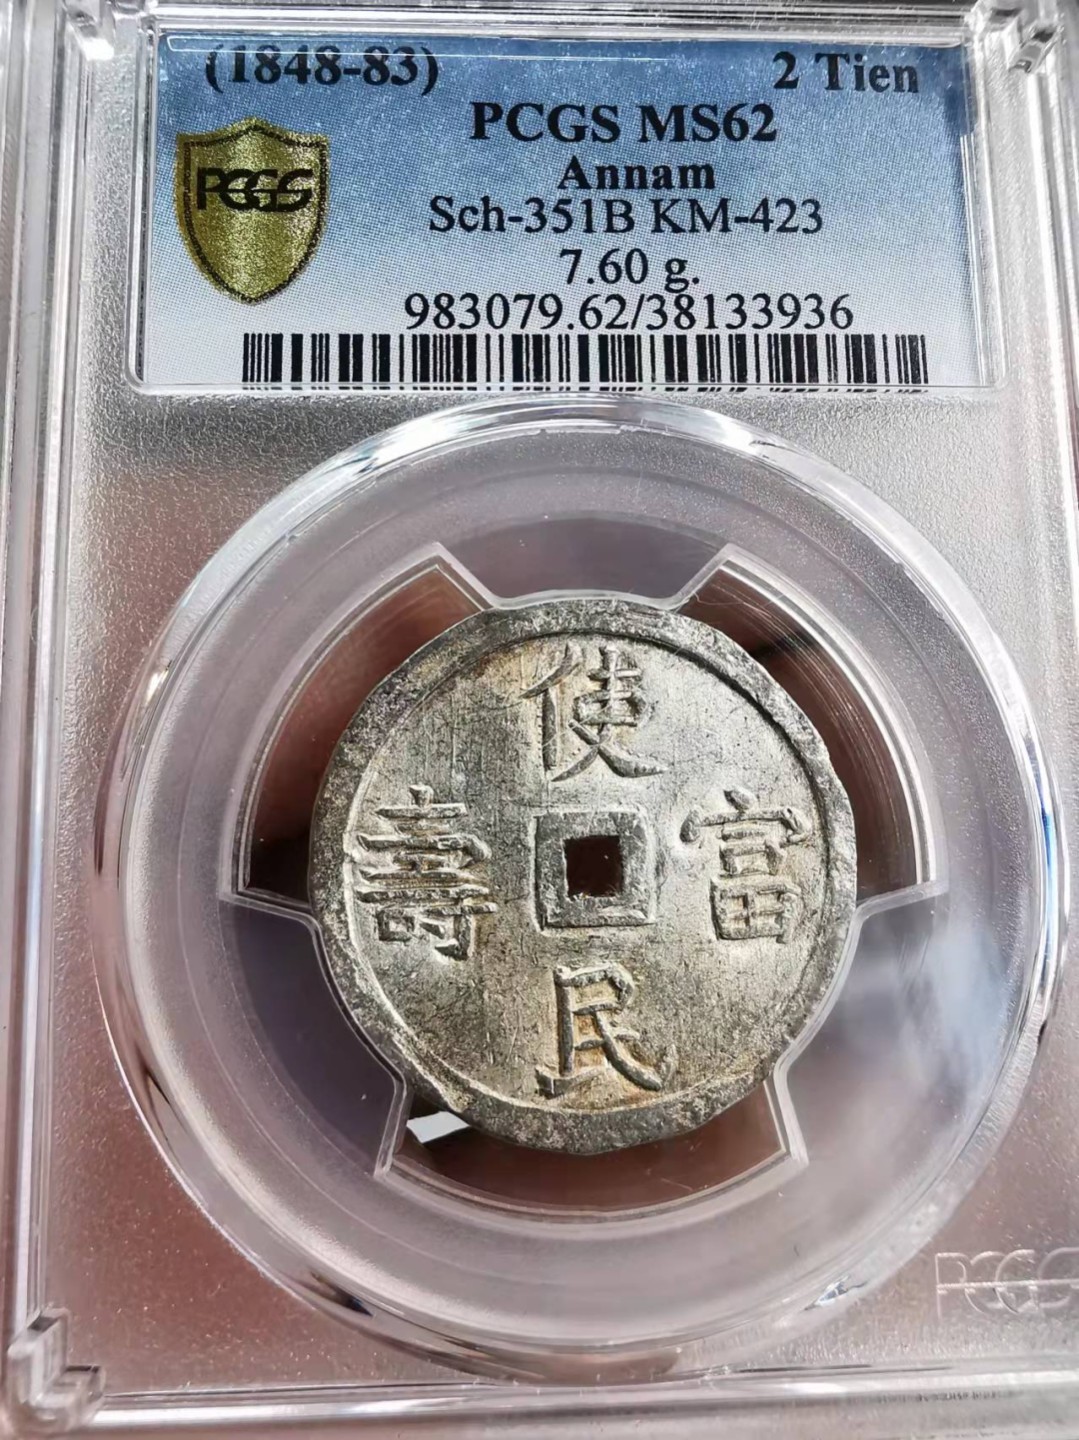 (1848-83) 2 Tien
PCGS MS62
Annam
PCGS
Sch-351B KM-423
7.60 g.
983079.62/38133936
使民富壽
PCGS